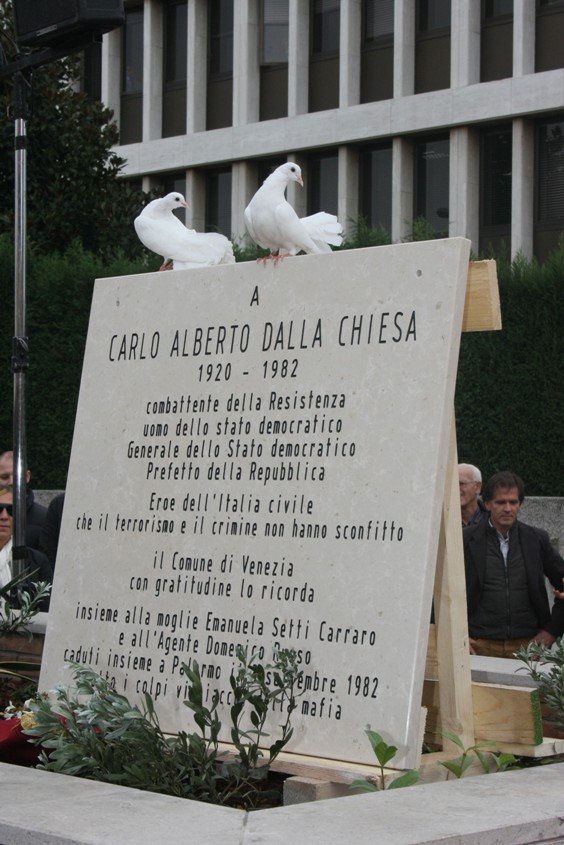 A
CARLO ALBERTO DALLA CHIESA
1920 - 1982
combattente della Resistenza
uomo dello stato democratico
Generale dello Stato democratico
Prefetto della Repubblica
Eroe dell'Italia civile
che il terrorismo e il crimine non hanno sconfitto
il Comune di Venezia
con gratitudine lo ricorda
insieme alla moglie Emanuela Setti Carraro
e all'Agente Domenico
caduti insieme a Palermo 1982
i colpi mafia